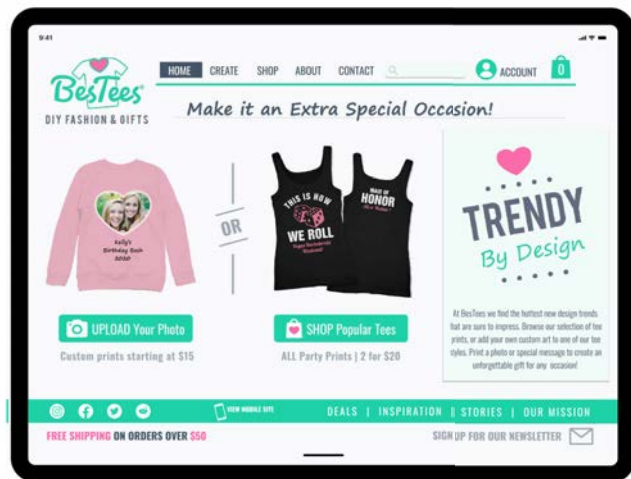 9:41
BesTees
DIY FASHION & GIFTS
HOME CREATE SHOP ABOUT CONTACT ACCOUNT 0
Make it an Extra Special Occasion!
Kelly's
Birthday Bash
2020
OR
THIS IS HOW
WE ROLL
MAID OF
HONOR
TRENDY
By Design
UPLOAD Your Photo
Custom prints starting at $15
SHOP Popular Tees
ALL Party Prints | 2 for $20
At BesTees we find the hottest new design trends
that are sure to impress. Browse our selection of tee
prints, or add your own custom art to one of our tee
styles. Print a photo or special message to create an
unforgettable gift for any occasion!
VIEW MOBILE SITE
DEALS | INSPIRATION | STORIES | OUR MISSION
FREE SHIPPING ON ORDERS OVER $50
SIGN UP FOR OUR NEWSLETTER